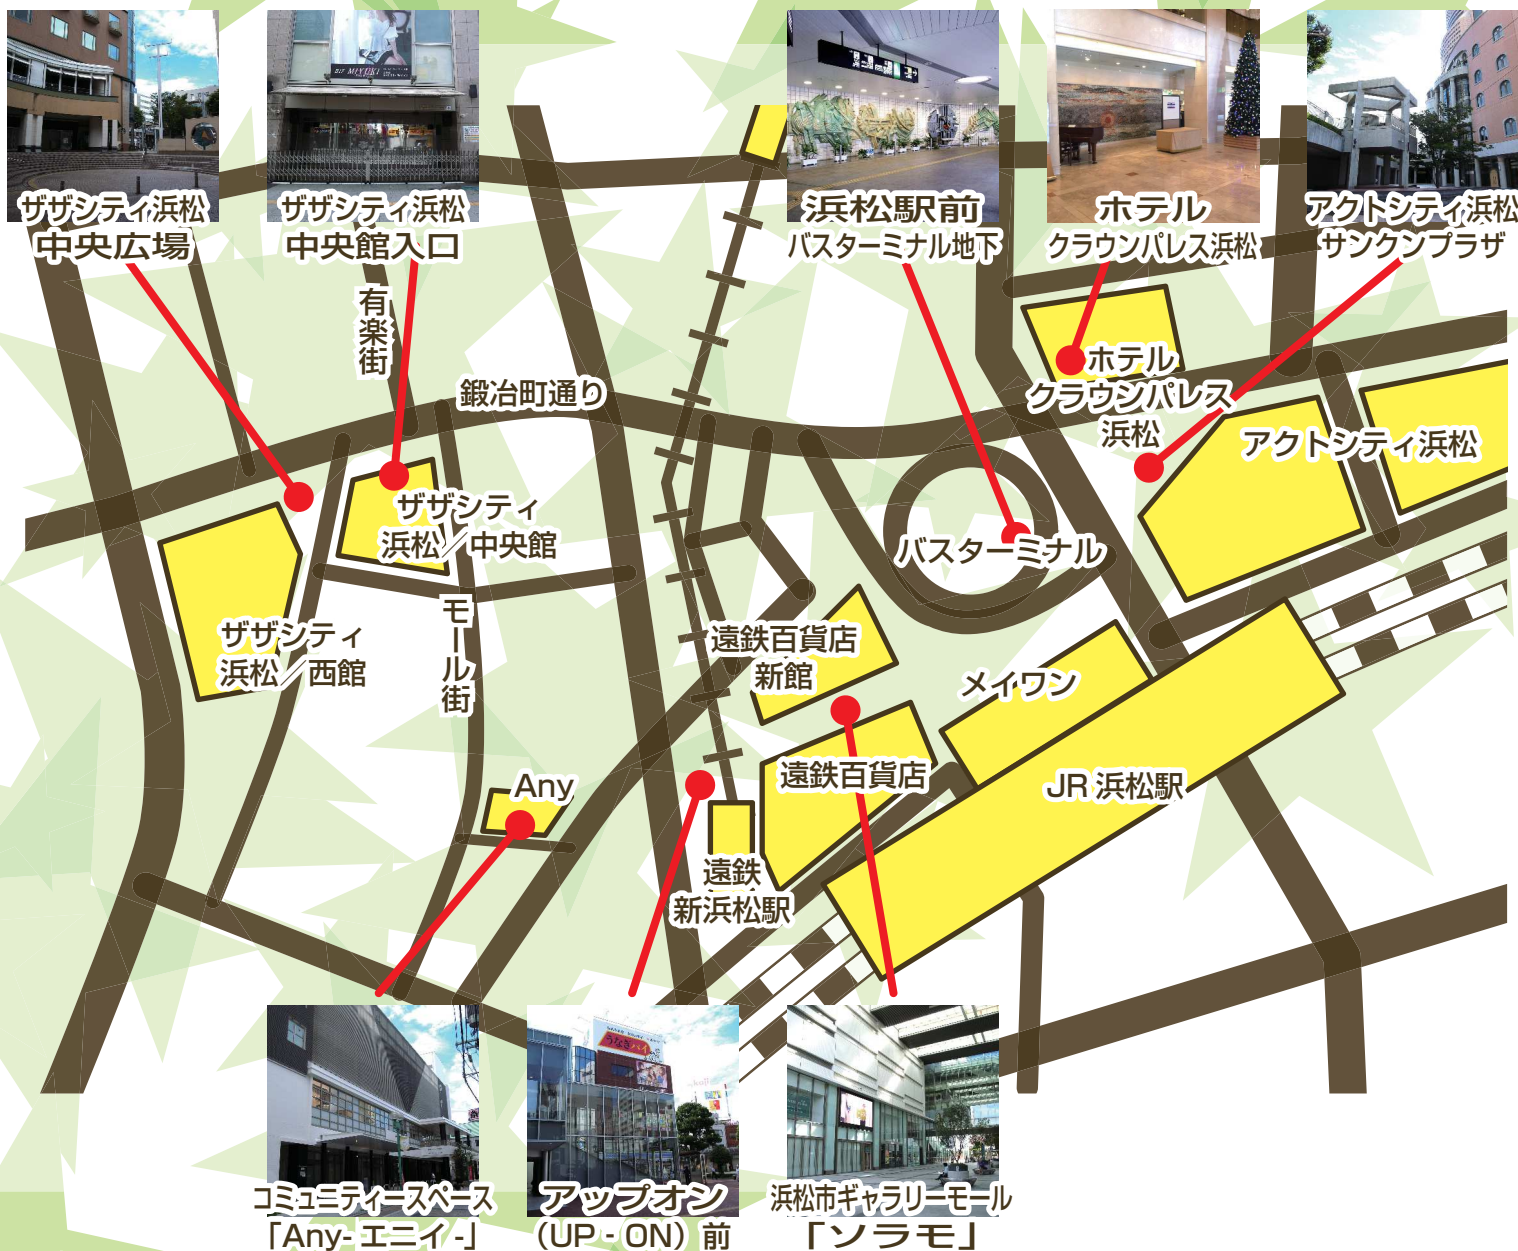 BIF MIYUKI
ザザシティ浜松
中央広場
ザザシティ浜松
中央館入口
浜松駅前
バスターミナル地下
ホテル
クラウンパレス浜松
アクトシティ浜松
サンクンプラザ
有楽街
鍛冶町通り
ホテル
クラウンパレス
浜松
アクトシティ浜松
ザザシティ
浜松／中央館
バスターミナル
ザザシティ
浜松／西館
モール街
遠鉄百貨店
新館
メイワン
Any
遠鉄百貨店
JR 浜松駅
遠鉄
新浜松駅
うなぎパイ
コミュニティースペース
「Any- エニイ -」
アップオン
（UP - ON）前
浜松市ギャラリーモール
「ソラモ」